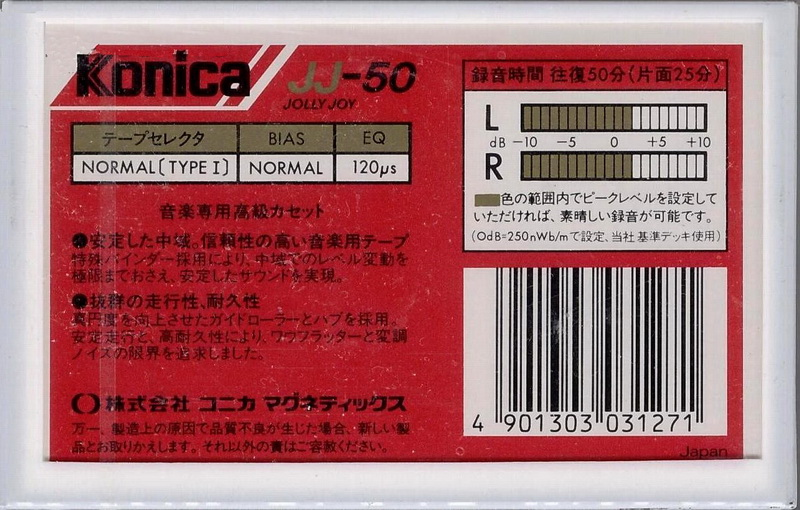 Konica JJ-50
JOLLY JOY
テープセレクタ BIAS EQ
NORMAL(TYPE I) NORMAL 120μs
音楽専用高級カセット
●安定した中域。信頼性の高い音楽用テープ
特殊バインダー採用により、中域でのレベル変動を
極限までおさえ、安定したサウンドを実現。
●抜群の走行性、耐久性
真円度を向上させたガイドローラーとハブを採用。
安定走行と、高耐久性により、ワウフラッターと変調
ノイズの限界を追求しました。
株式会社 コニカ マグネティックス
万一、製造上の原因で品質不良が生じた場合、新しい製
品とお取りかえします。それ以外の責はご容赦ください。
録音時間 往復50分(片面25分)
L
dB -10 -5 0 +5 +10
R
色の範囲内でピークレベルを設定して
いただければ、素晴しい録音が可能です。
(0dB=250nWb/mで設定、当社基準デッキ使用)
4 901303 031271
Japan